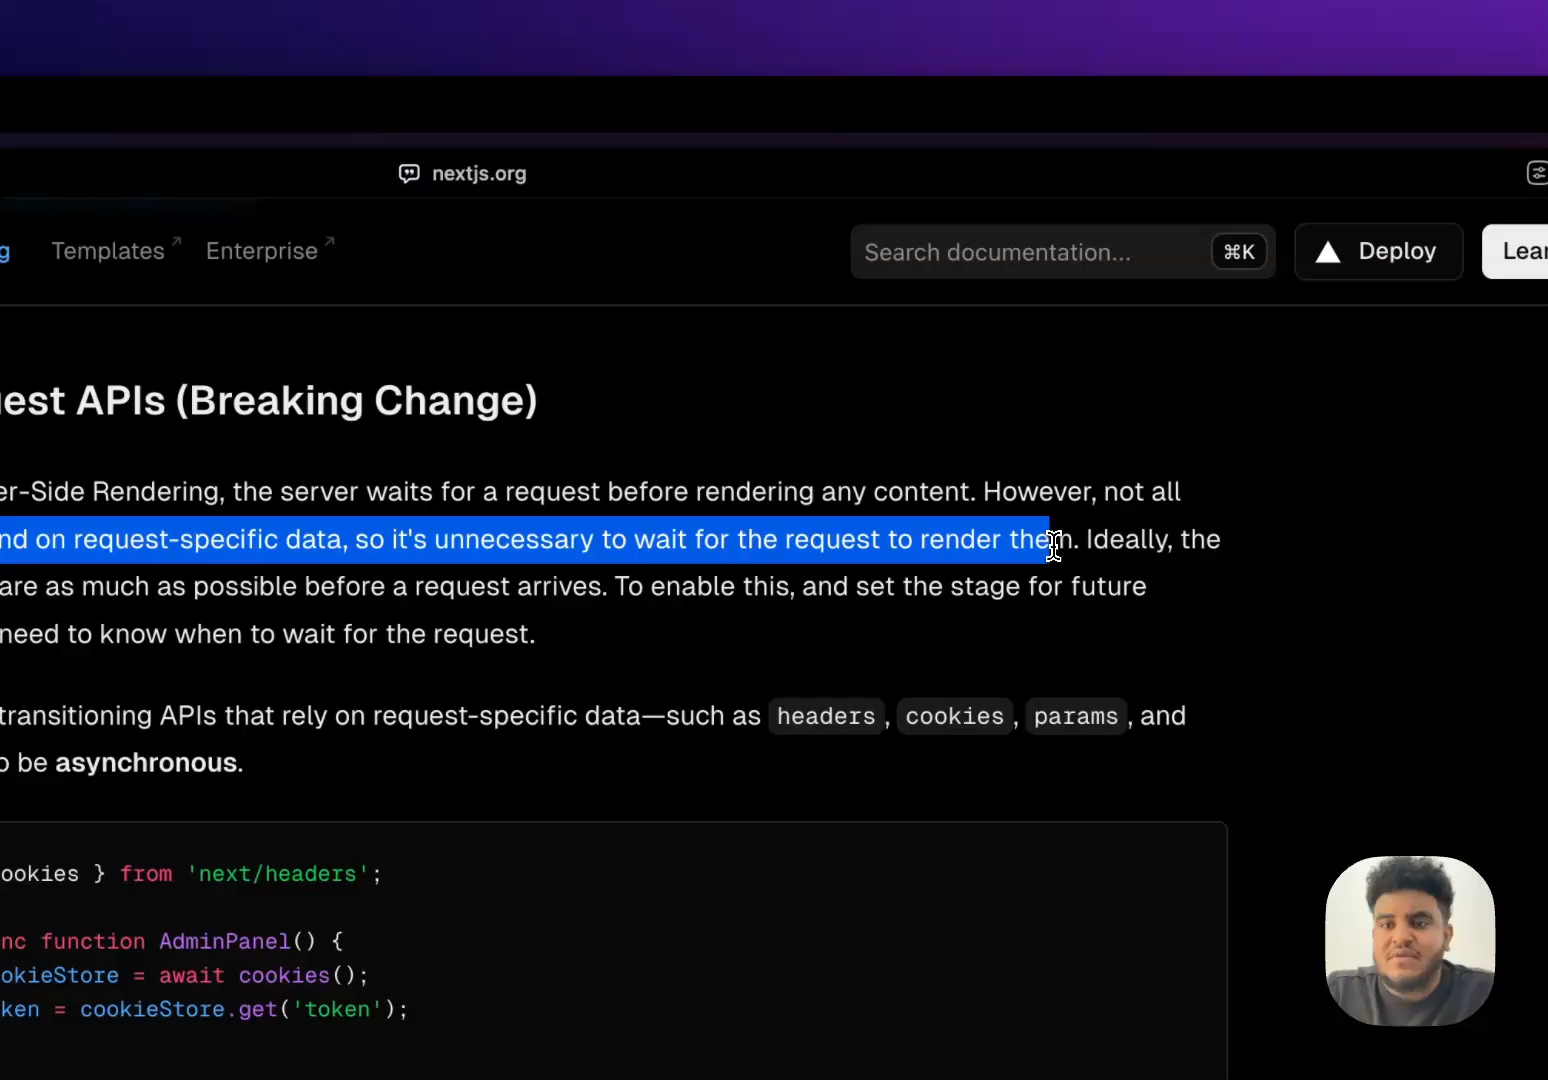 nextjs.org
g Templates Enterprise Search documentation... ⌘K Deploy Lear
uest APIs (Breaking Change)
er-Side Rendering, the server waits for a request before rendering any content. However, not all
nd on request-specific data, so it's unnecessary to wait for the request to render them. Ideally, the
are as much as possible before a request arrives. To enable this, and set the stage for future
need to know when to wait for the request.
transitioning APIs that rely on request-specific data—such as headers, cookies, params, and
o be asynchronous.
ookies } from 'next/headers';
nc function AdminPanel() {
okieStore = await cookies();
ken = cookieStore.get('token');